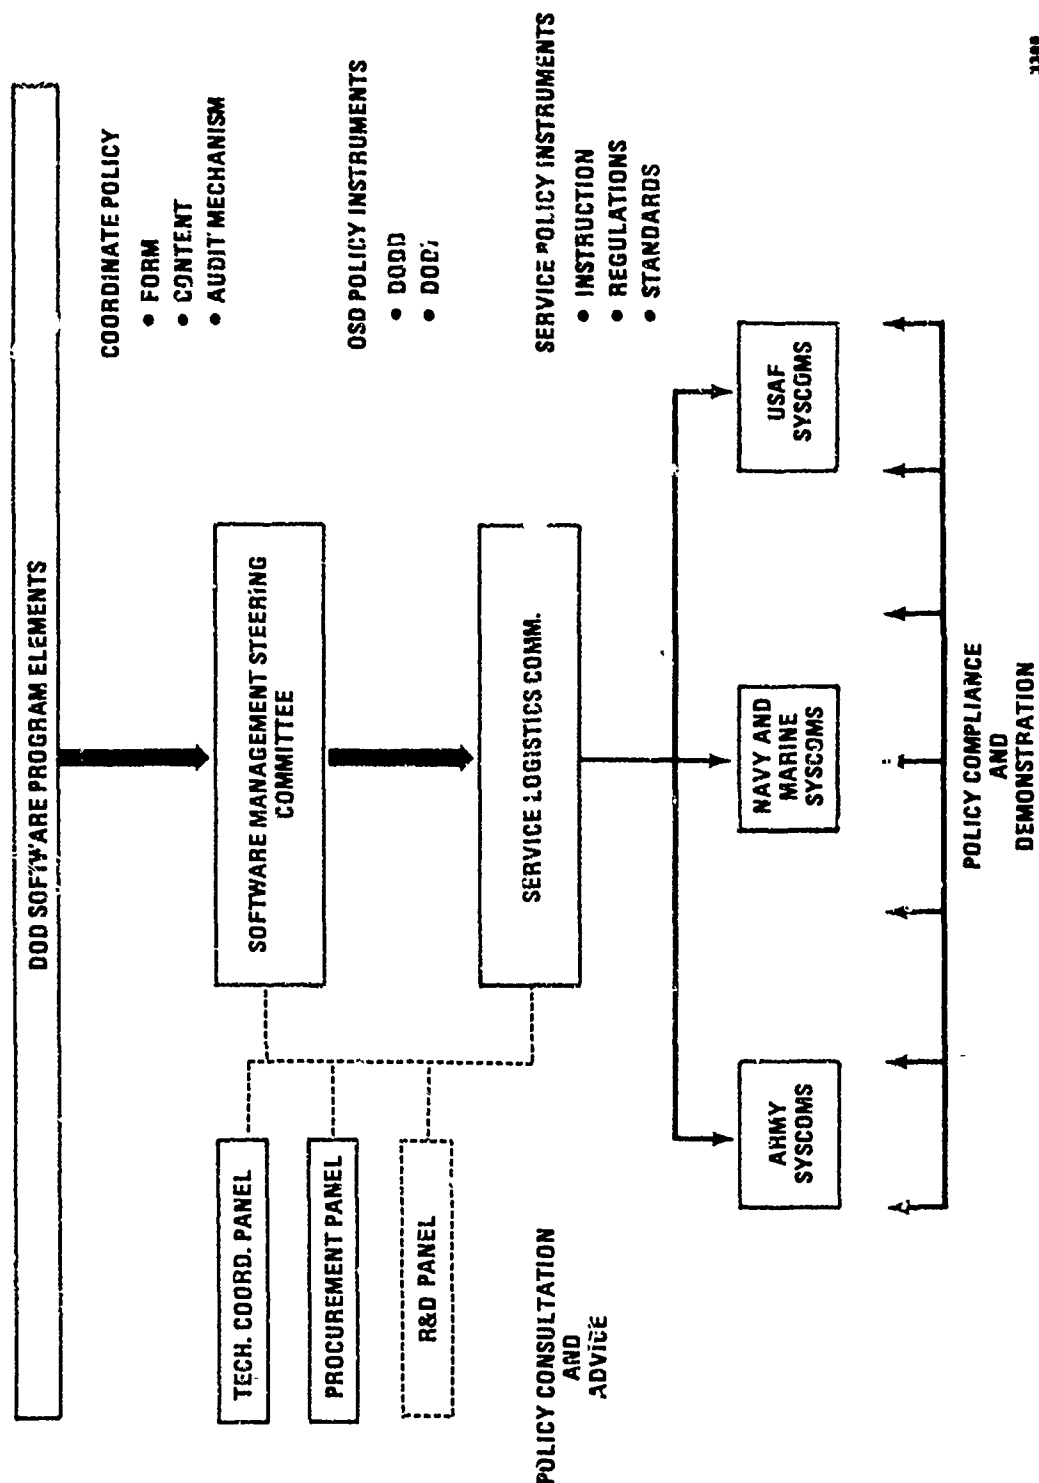 DOD SOFTWARE PROGRAM ELEMENTS
COORDINATE POLICY
• FORM
• CONTENT
• AUDIT MECHANISM
SOFTWARE MANAGEMENT STEERING
COMMITTEE
TECH. COORD. PANEL
PROCUREMENT PANEL
R&D PANEL
OSD POLICY INSTRUMENTS
• DODD
• DODI
SERVICE LOGISTICS COMM.
POLICY CONSULTATION
AND
ADVICE
SERVICE POLICY INSTRUMENTS
• INSTRUCTION
• REGULATIONS
• STANDARDS
ARMY
SYSCOMS
NAVY AND
MARINE
SYSCOMS
USAF
SYSCOMS
POLICY COMPLIANCE
AND
DEMONSTRATION